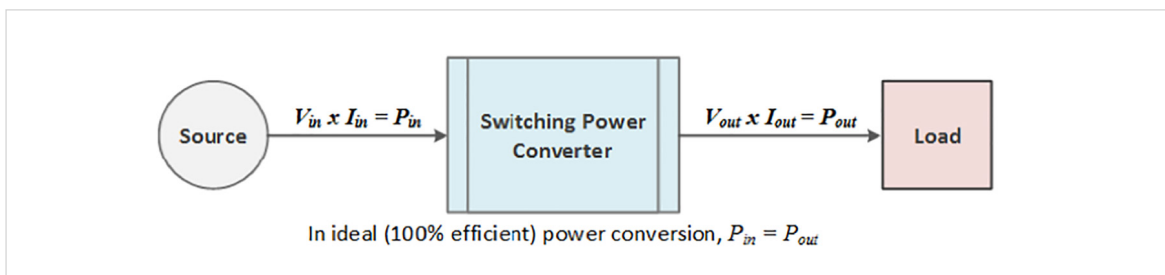 Source
V_in x I_in = P_in
Switching Power
Converter
V_out x I_out = P_out
Load
In ideal (100% efficient) power conversion, P_in = P_out